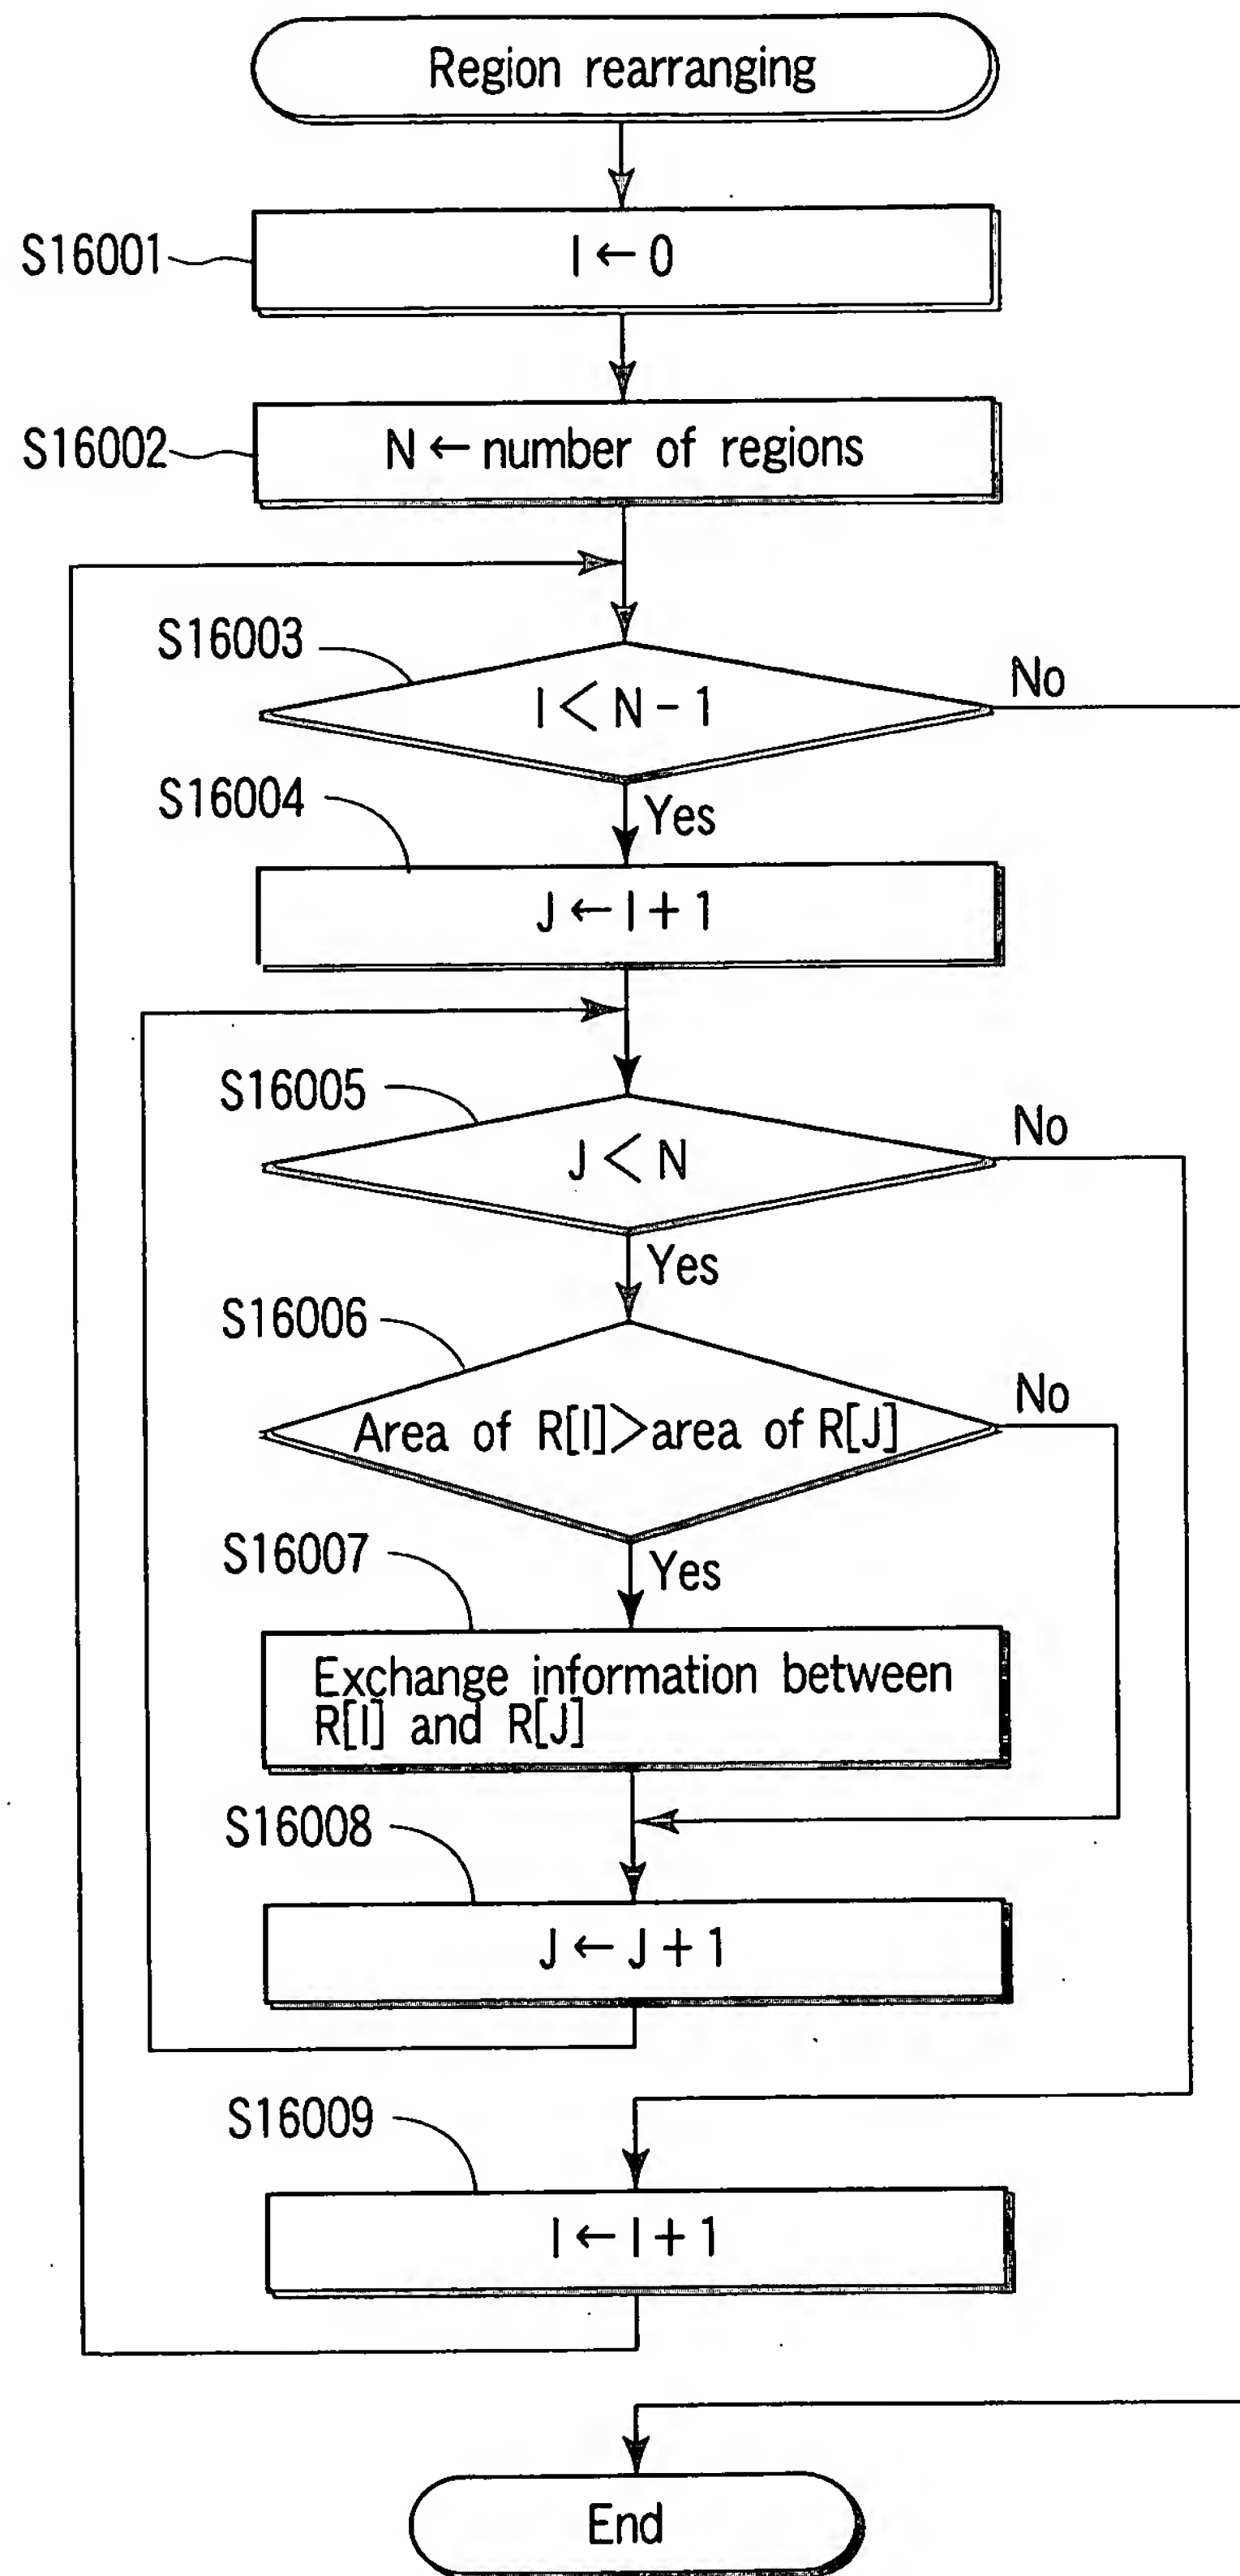 Region rearranging
S16001
I ← 0
S16002
N ← number of regions
S16003
I < N - 1
No
Yes
S16004
J ← I + 1
S16005
J < N
No
Yes
S16006
Area of R[I]>area of R[J]
No
Yes
S16007
Exchange information between
R[I] and R[J]
S16008
J ← J + 1
S16009
I ← I + 1
End